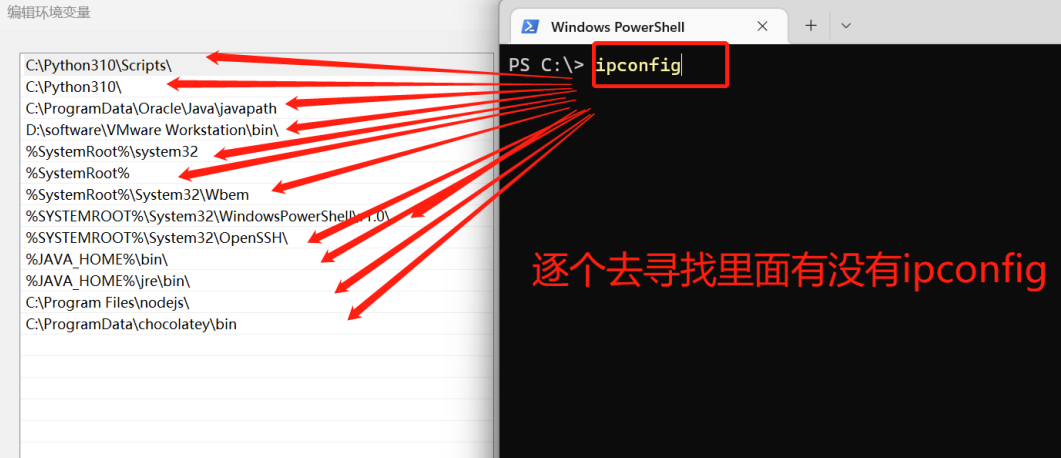 编辑环境变量
C:\Python310\Scripts\
C:\Python310\
C:\ProgramData\Oracle\Java\javapath
D:\software\VMware Workstation\bin\
%SystemRoot%\system32
%SystemRoot%
%SystemRoot%\System32\Wbem
%SYSTEMROOT%\System32\WindowsPowerShell\v1.0\
%SYSTEMROOT%\System32\OpenSSH\
%JAVA_HOME%\bin\
%JAVA_HOME%\jre\bin\
C:\Program Files\nodejs\
C:\ProgramData\chocolatey\bin
Windows PowerShell
PS C:\> ipconfig
逐个去寻找里面有没有ipconfig